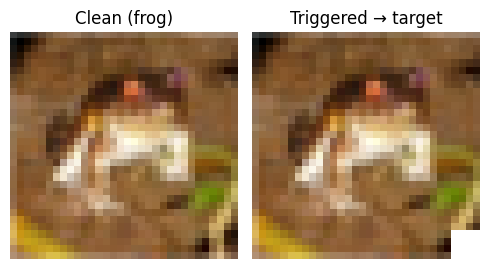 Clean (frog)
Triggered → target